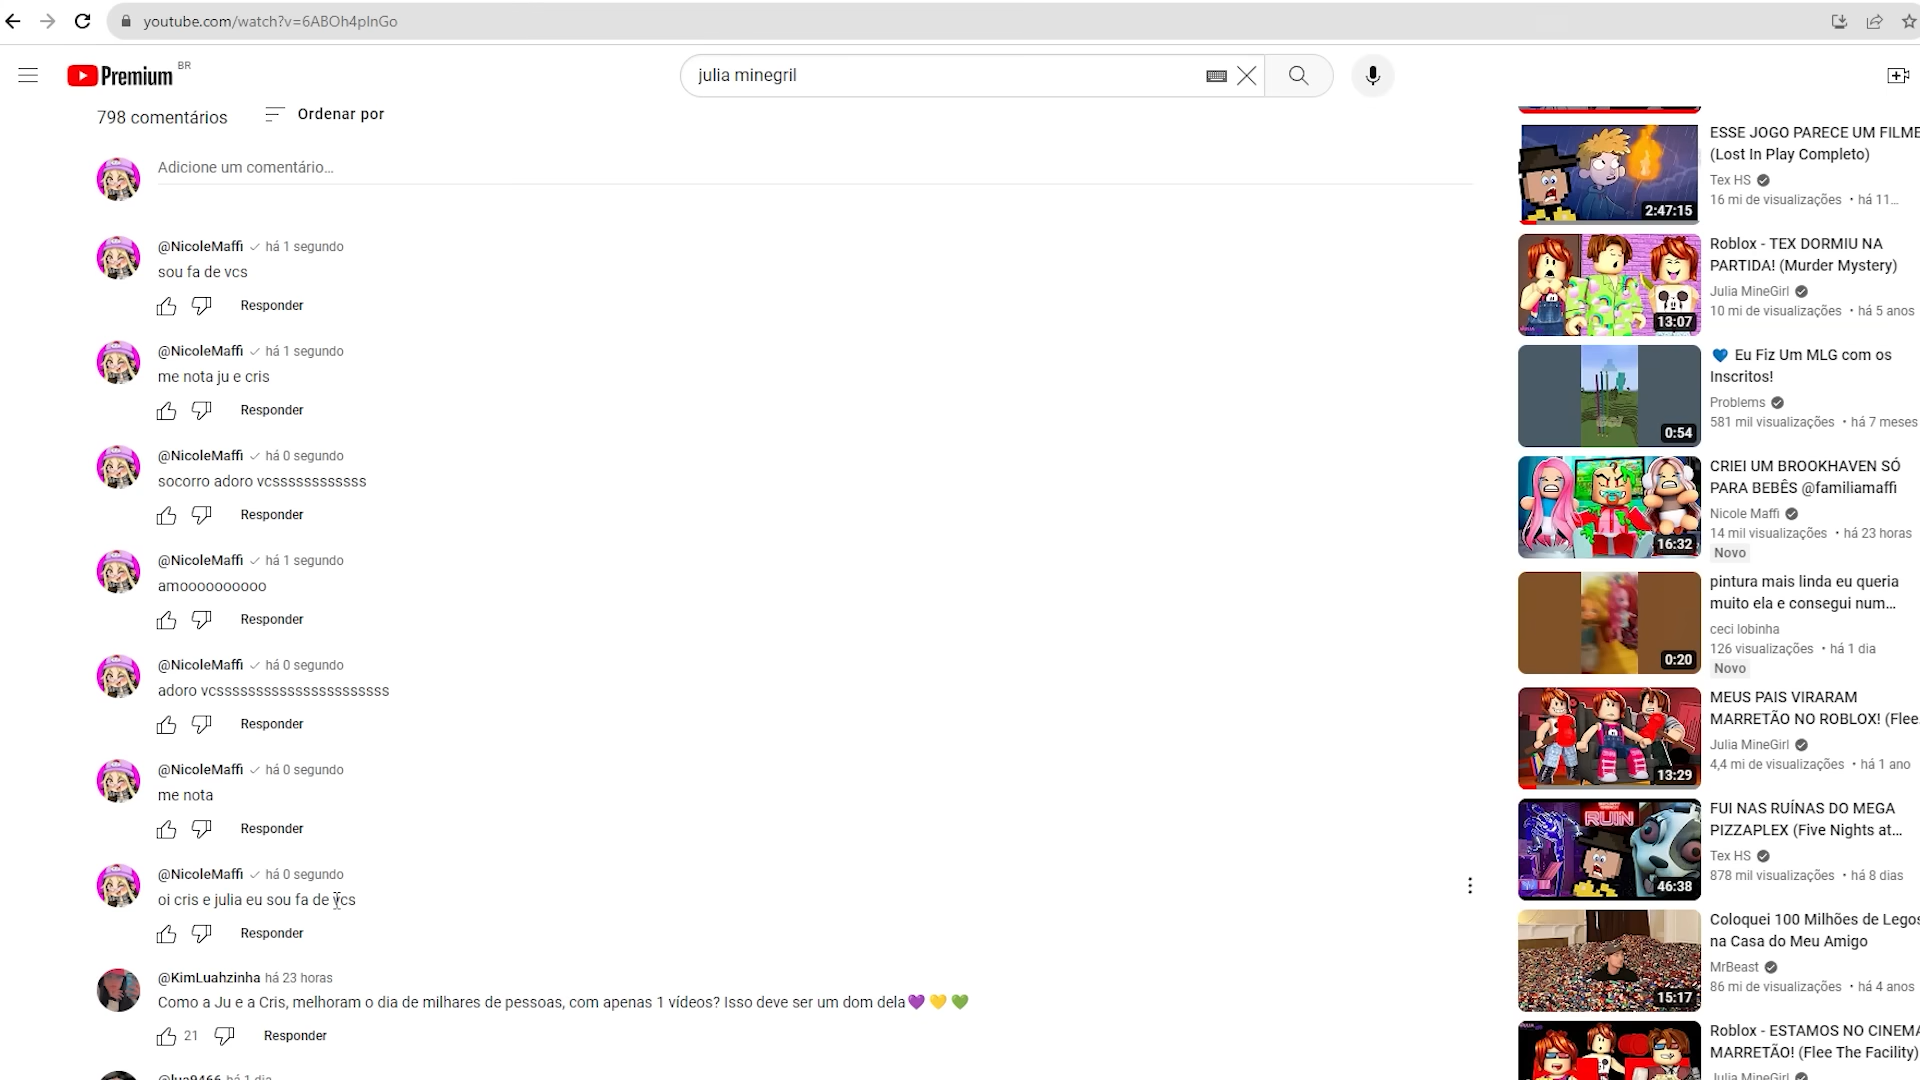 youtube.com/watch?v=6ABOh4pInGo
Premium BR
julia minegril
798 comentários
Ordenar por
Adicione um comentário...
@NicoleMaffi há 1 segundo
sou fa de vcs
Responder
@NicoleMaffi há 1 segundo
me nota ju e cris
Responder
@NicoleMaffi há 0 segundo
socorro adoro vcssssssssssss
Responder
@NicoleMaffi há 1 segundo
amoooooooooo
Responder
@NicoleMaffi há 0 segundo
adoro vcsssssssssssssssssssssss
Responder
@NicoleMaffi há 0 segundo
me nota
Responder
@NicoleMaffi há 0 segundo
oi cris e julia eu sou fa de vcs
Responder
@KimLuahzinha há 23 horas
Como a Ju e a Cris, melhoram o dia de milhares de pessoas, com apenas 1 vídeos? Isso deve ser um dom dela💜 💛 💚
21
Responder
@lua9466 há 1 dia
ESSE JOGO PARECE UM FILME
(Lost In Play Completo)
Tex HS
16 mi de visualizações • há 11...
2:47:15
Roblox - TEX DORMIU NA
PARTIDA! (Murder Mystery)
Julia MineGirl
10 mi de visualizações • há 5 anos
13:07
💙 Eu Fiz Um MLG com os
Inscritos!
Problems
581 mil visualizações • há 7 meses
0:54
CRIEI UM BROOKHAVEN SÓ
PARA BEBÊS @familiamaffi
Nicole Maffi
14 mil visualizações • há 23 horas
Novo
16:32
pintura mais linda eu queria
muito ela e consegui num...
ceci lobinha
126 visualizações • há 1 dia
Novo
0:20
MEUS PAIS VIRARAM
MARRETÃO NO ROBLOX! (Flee
Julia MineGirl
4,4 mi de visualizações • há 1 ano
13:29
FUI NAS RUÍNAS DO MEGA
PIZZAPLEX (Five Nights at...
Tex HS
878 mil visualizações • há 8 dias
RUIN
46:38
Coloquei 100 Milhões de Legos
na Casa do Meu Amigo
MrBeast
86 mi de visualizações • há 4 anos
15:17
Roblox - ESTAMOS NO CINEMA
MARRETÃO! (Flee The Facility)
Julia MineGirl